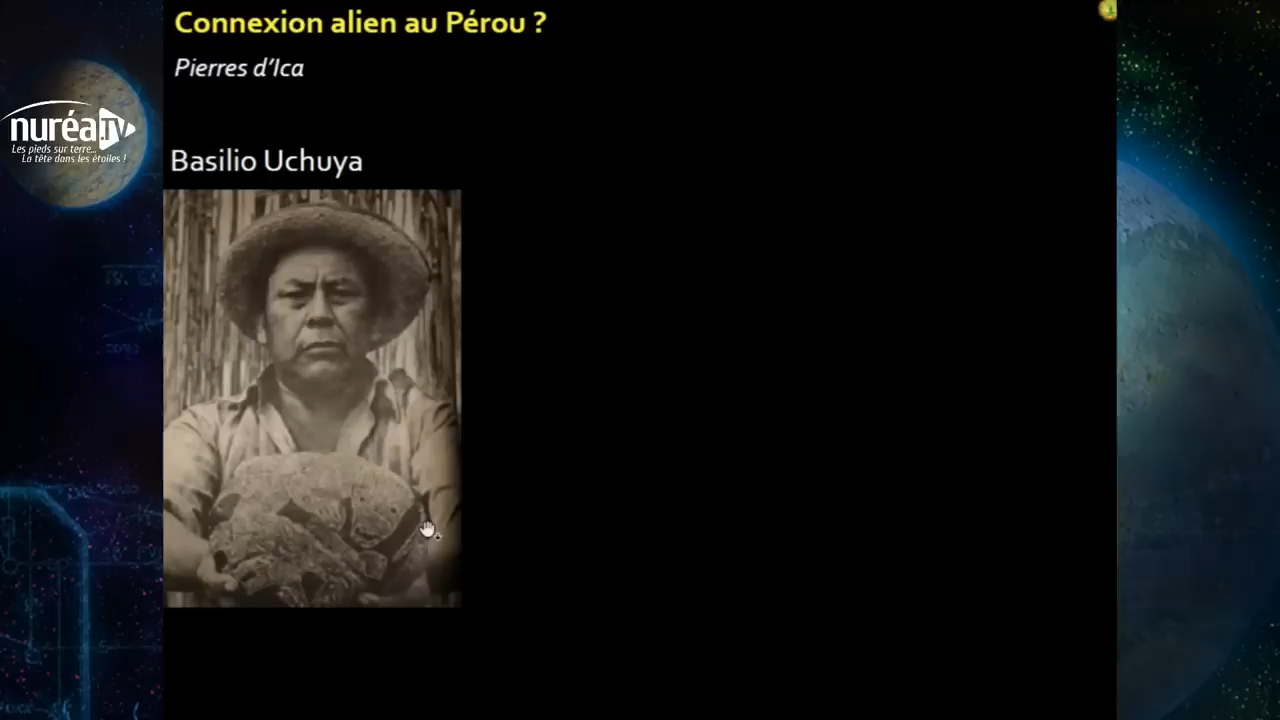 Connexion alien au Pérou ?
Pierres d'Ica
nuréa TV
Les pieds sur terre...
La tête dans les étoiles !
Basilio Uchuya